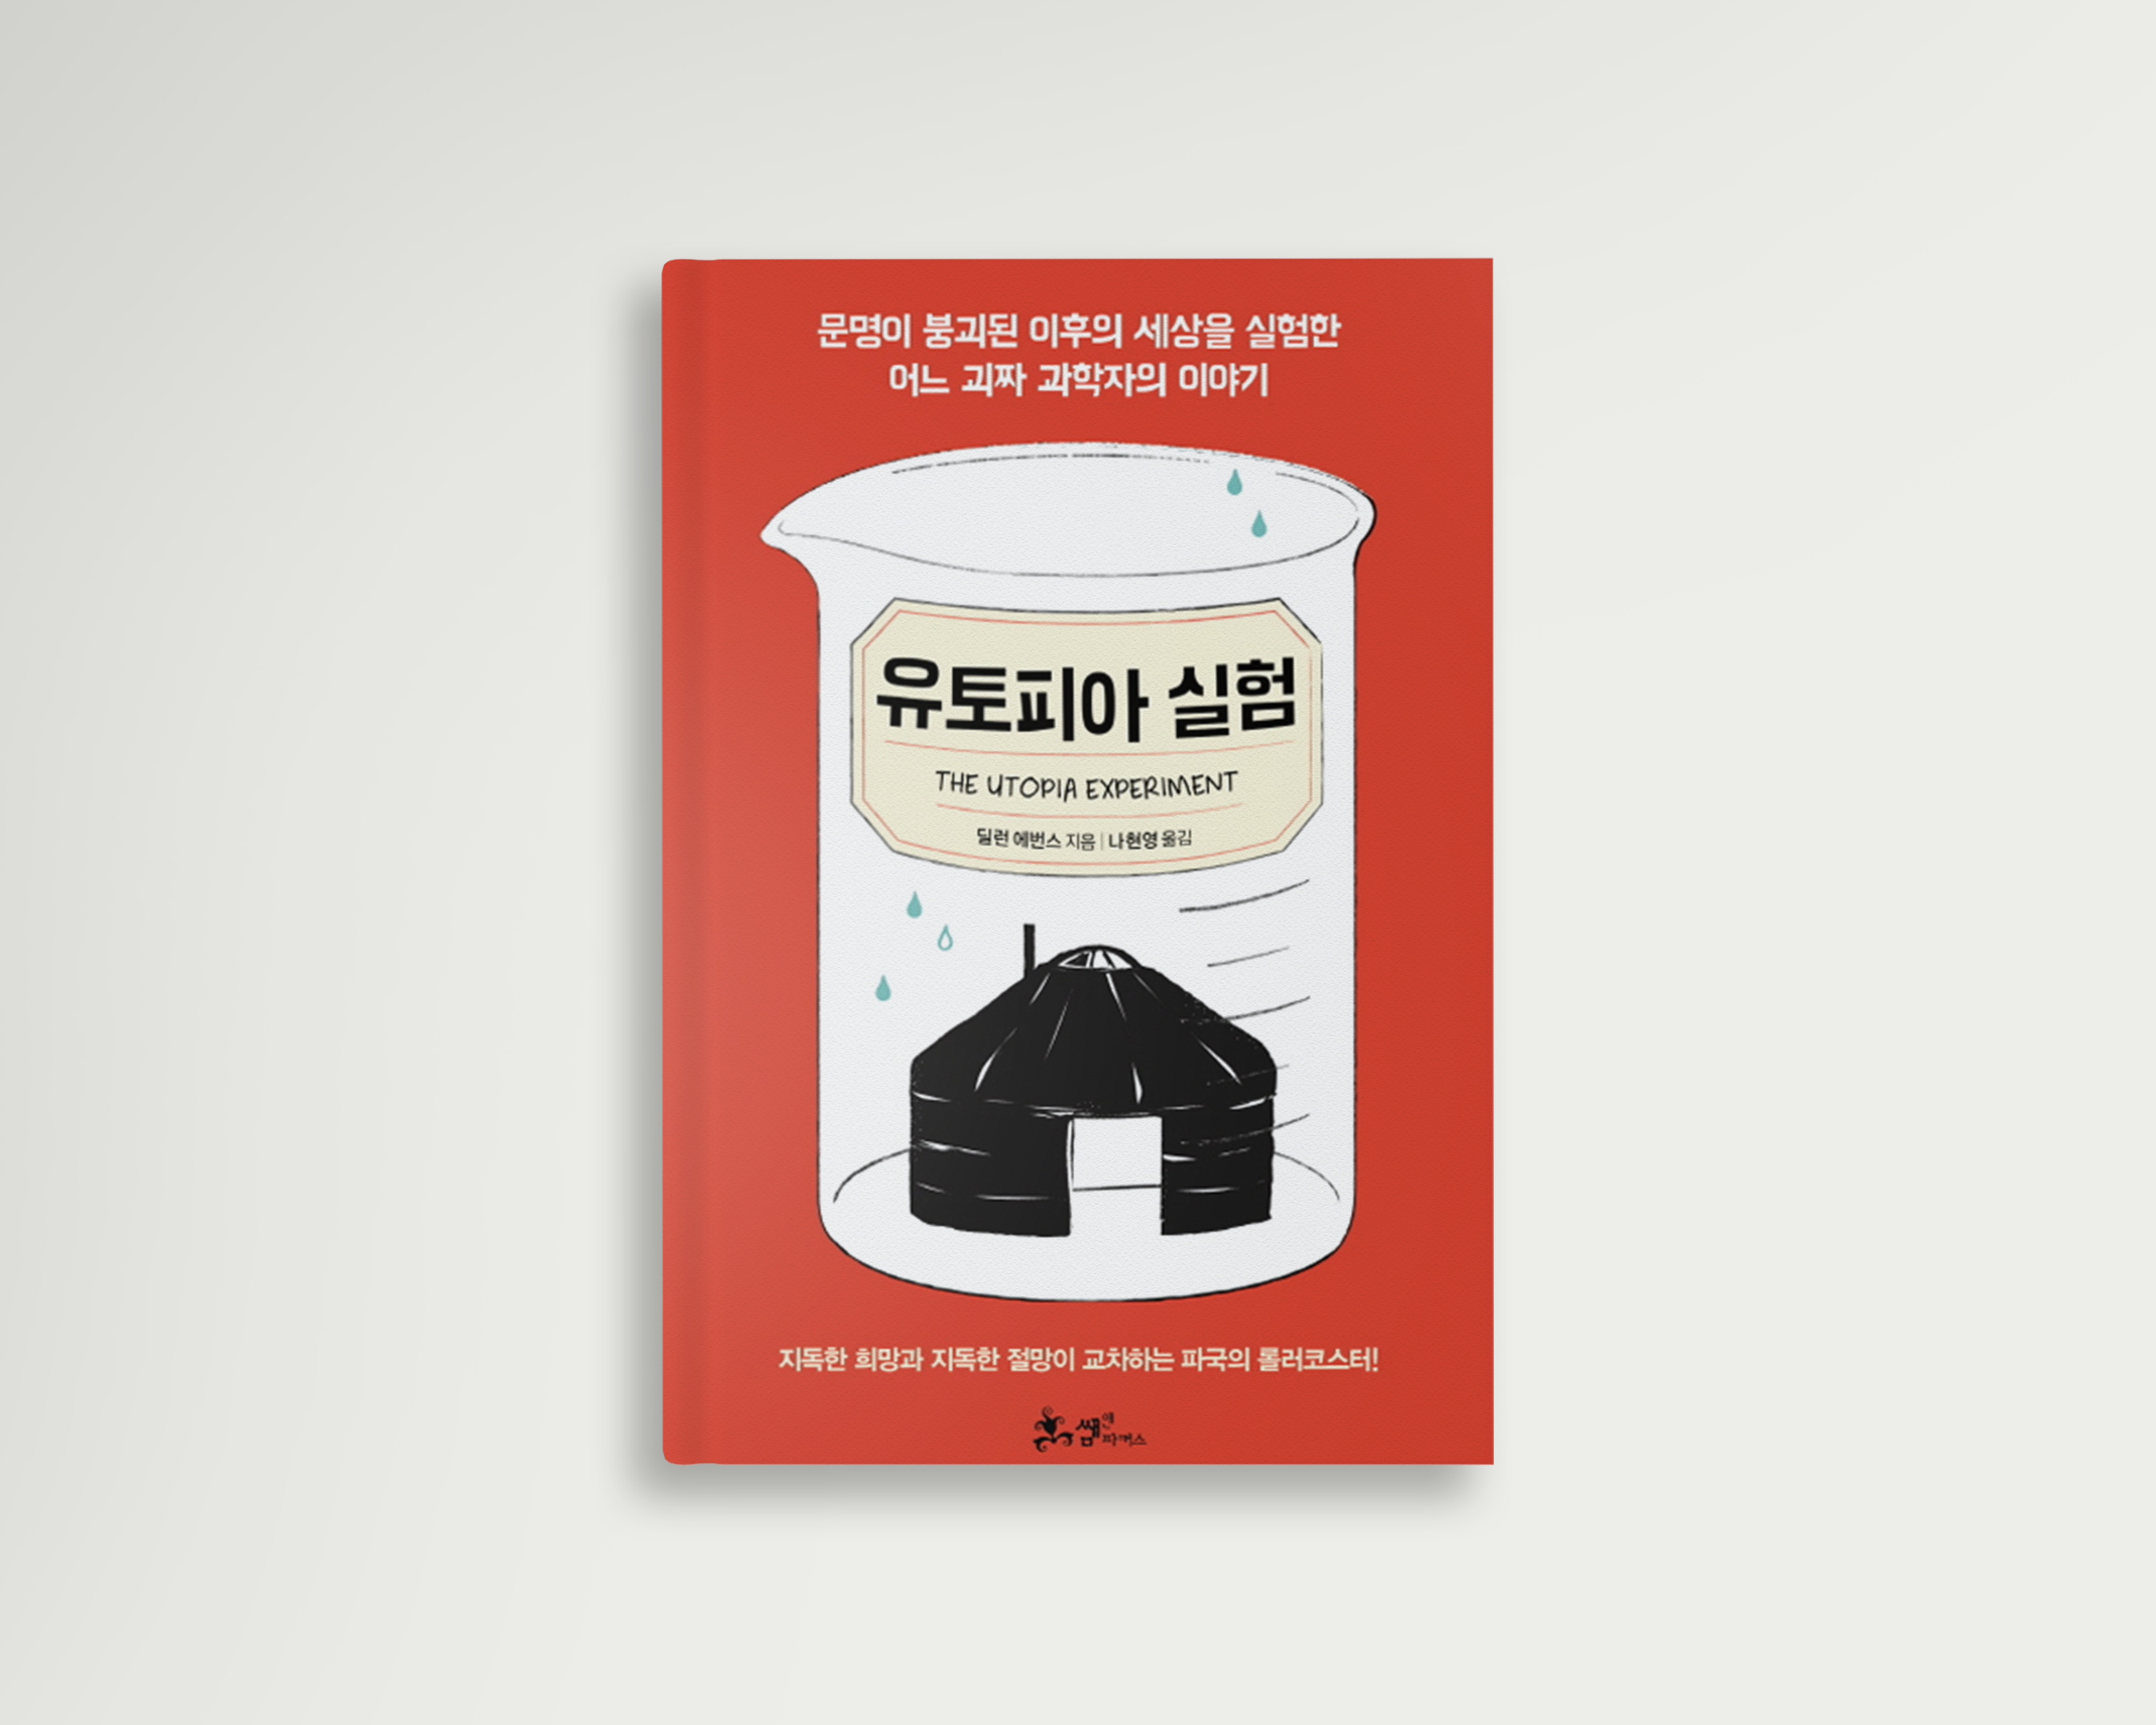 문명이 붕괴된 이후의 세상을 실험한
어느 괴짜 과학자의 이야기
유토피아 실험
THE UTOPIA EXPERIMENT
딜런 에번스 지음 | 나현영 옮김
지독한 희망과 지독한 절망이 교차하는 파국의 롤러코스터!
쌤앤파커스